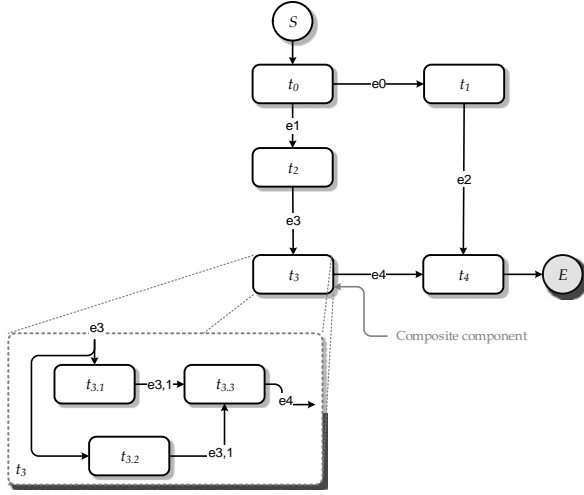 S
t0
e0
t1
e1
t2
e2
e3
t3
e4
t4
E
Composite component
e3
t3.1
e3,1
t3.3
e4
t3.2
e3,1
t3